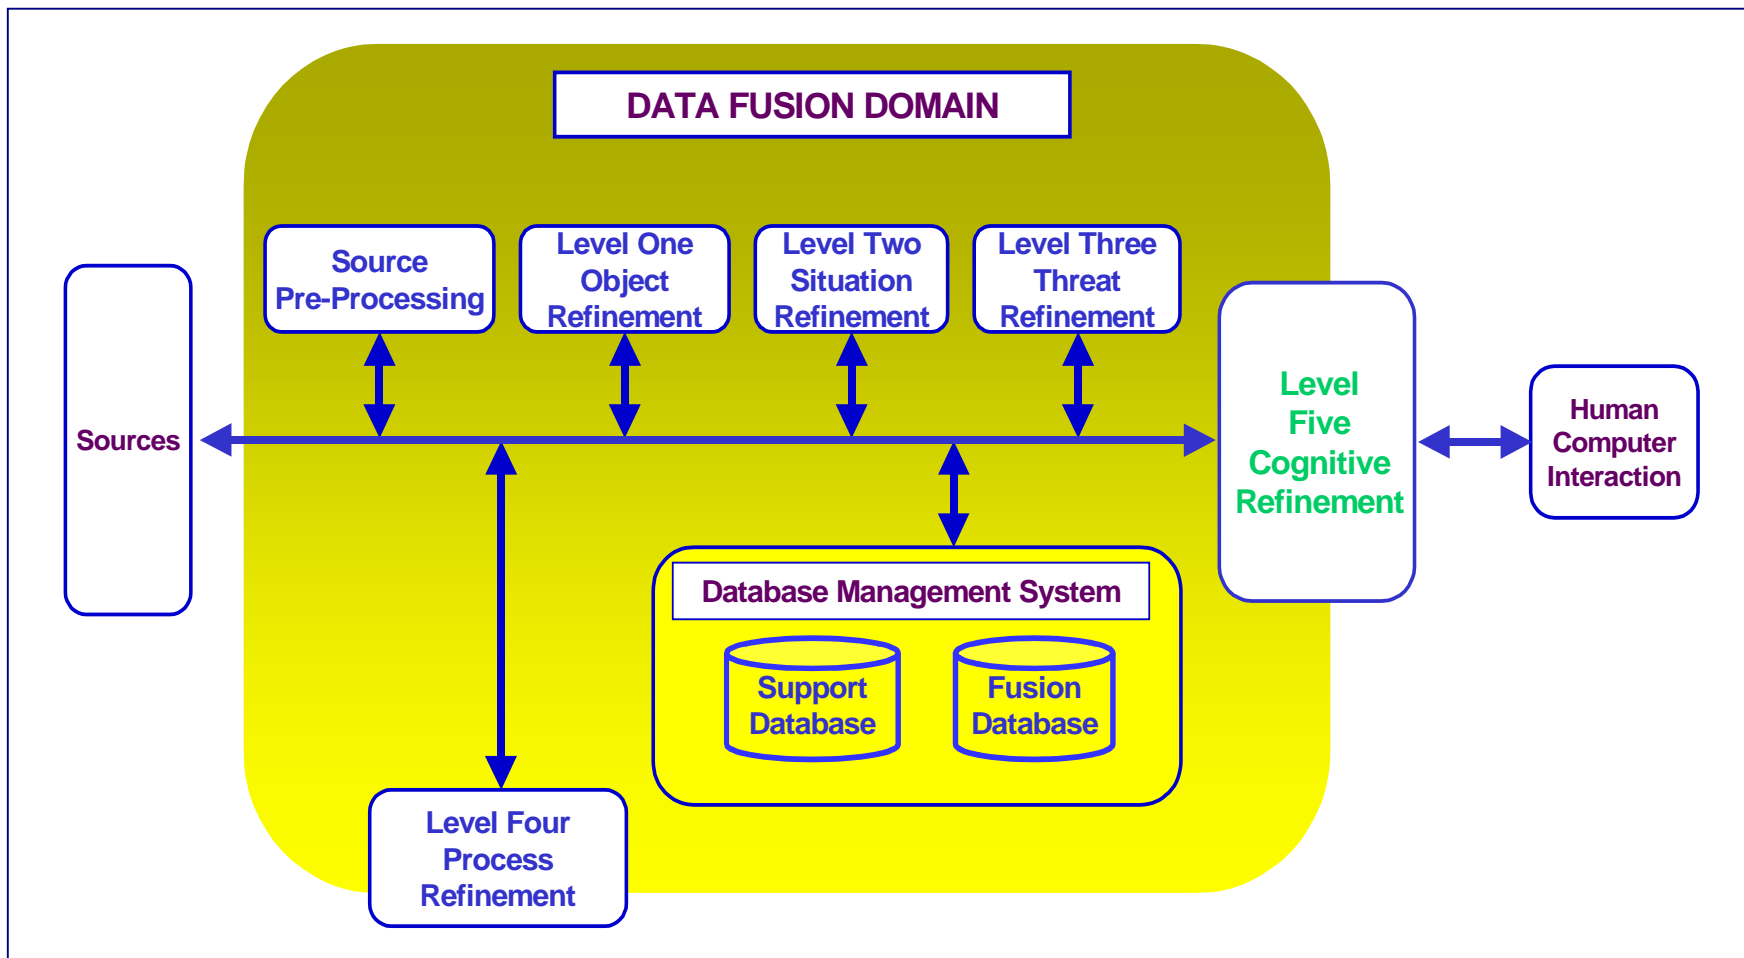 DATA FUSION DOMAIN
Source
Pre-Processing
Level One
Object
Refinement
Level Two
Situation
Refinement
Level Three
Threat
Refinement
Sources
Level
Five
Cognitive
Refinement
Human
Computer
Interaction
Database Management System
Support
Database
Fusion
Database
Level Four
Process
Refinement